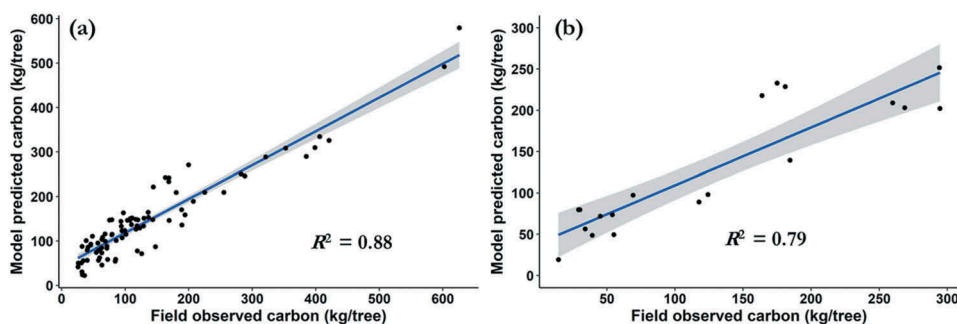 (a)
Model predicted carbon (kg/tree)
600
500
400
300
200
100
0
R² = 0.88
0 100 200 300 400 500 600
Field observed carbon (kg/tree)
(b)
Model predicted carbon (kg/tree)
300
250
200
150
100
50
0
R² = 0.79
50 100 150 200 250 300
Field observed carbon (kg/tree)